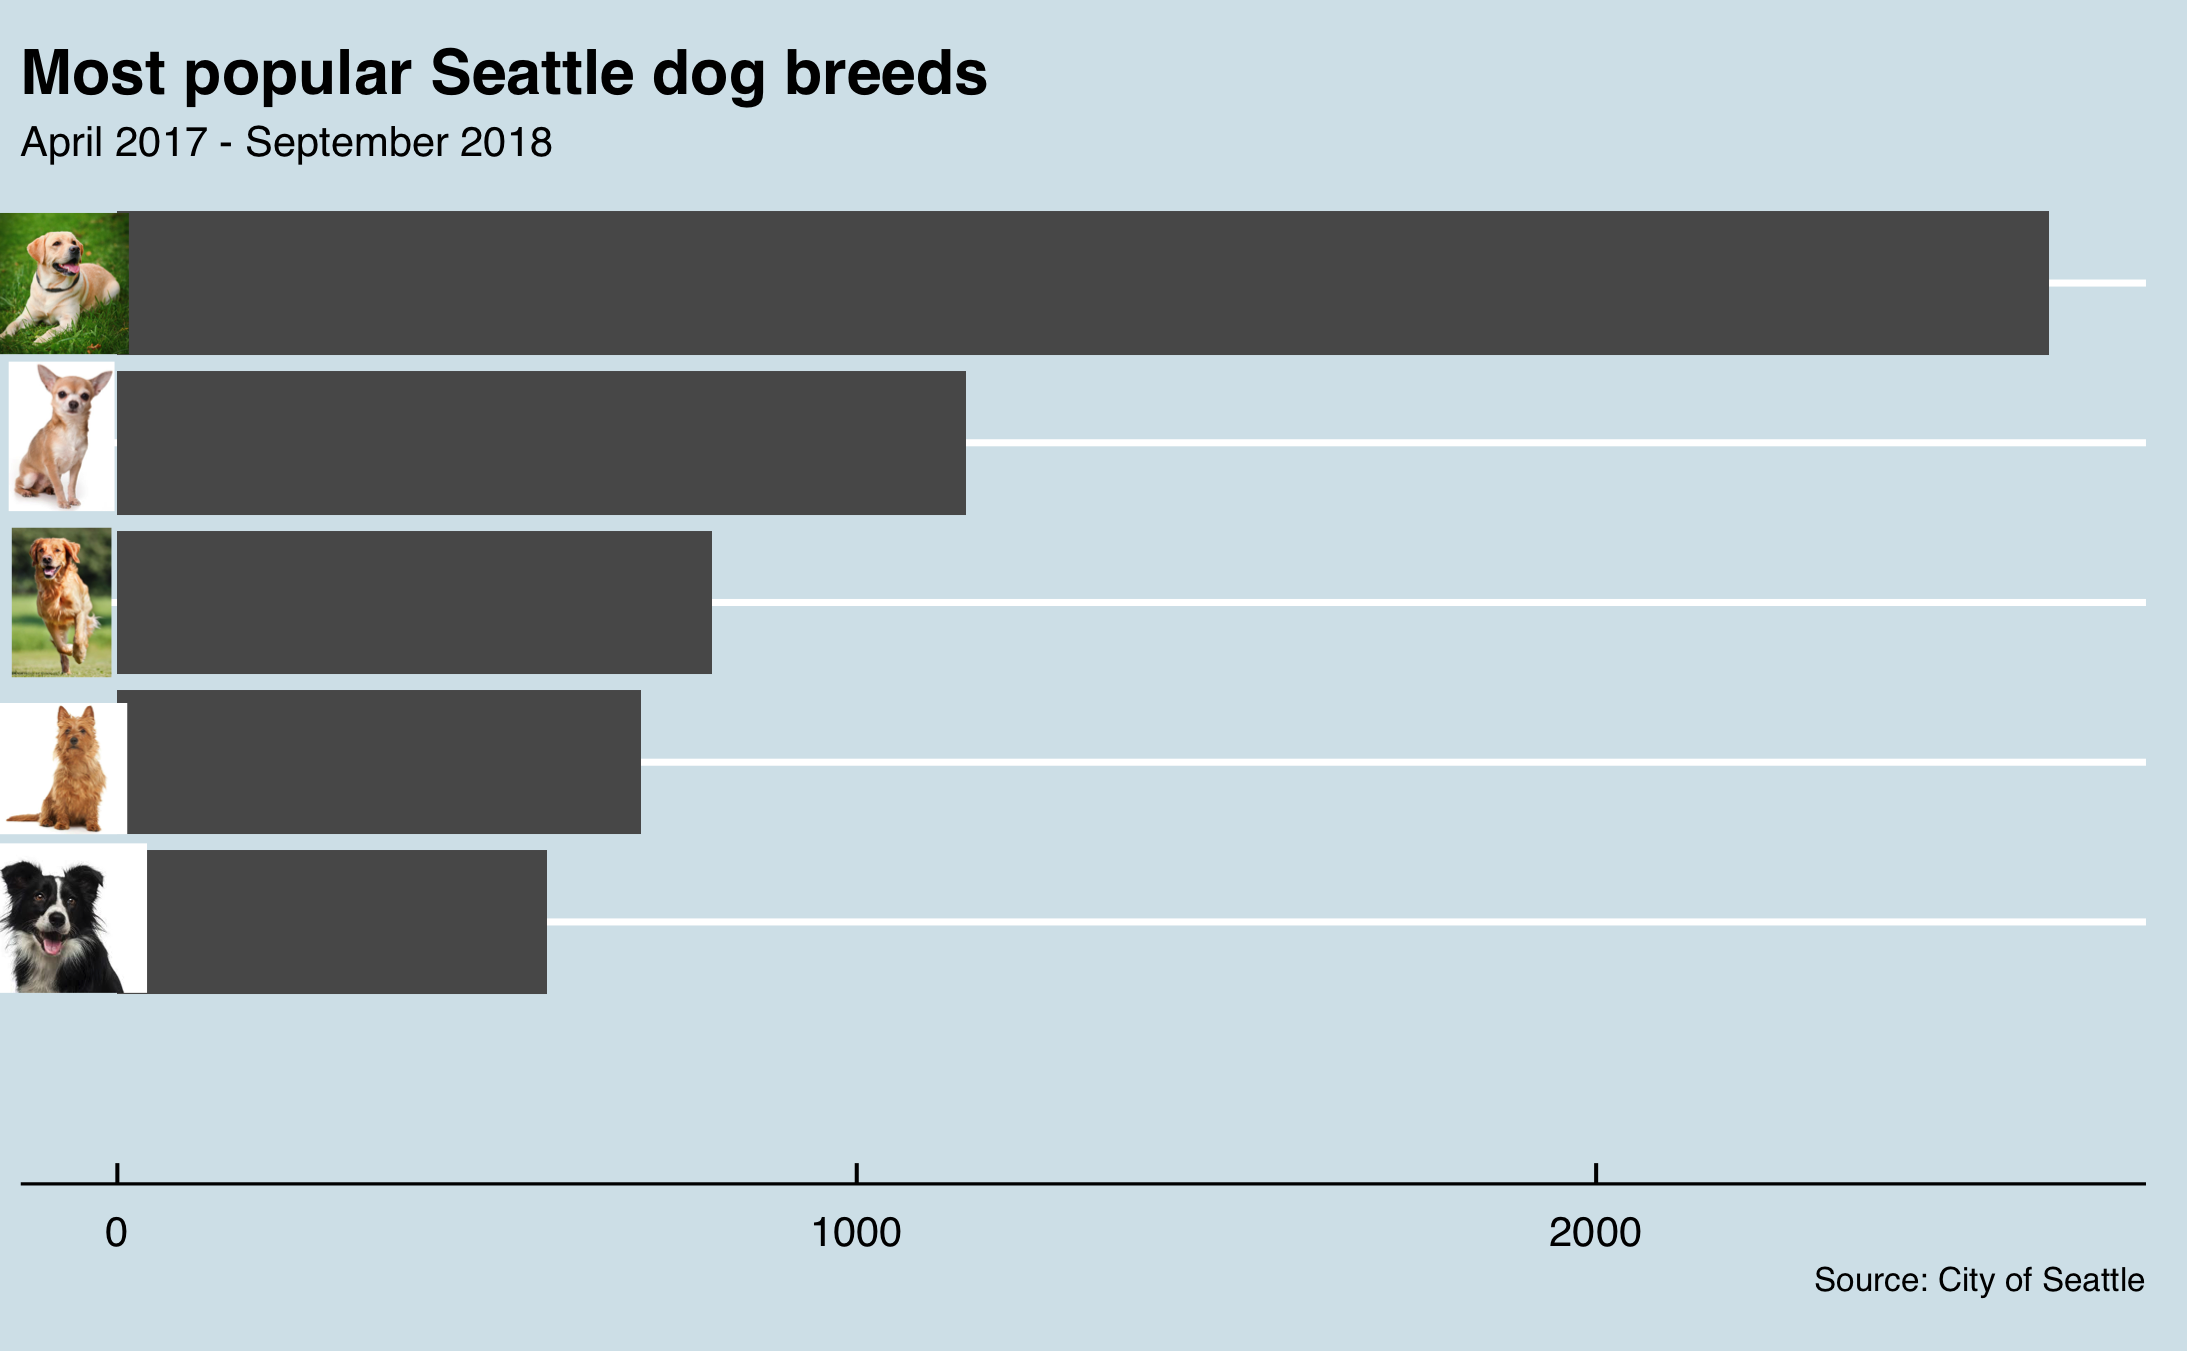 Most popular Seattle dog breeds
April 2017 - September 2018
0 1000 2000
Source: City of Seattle